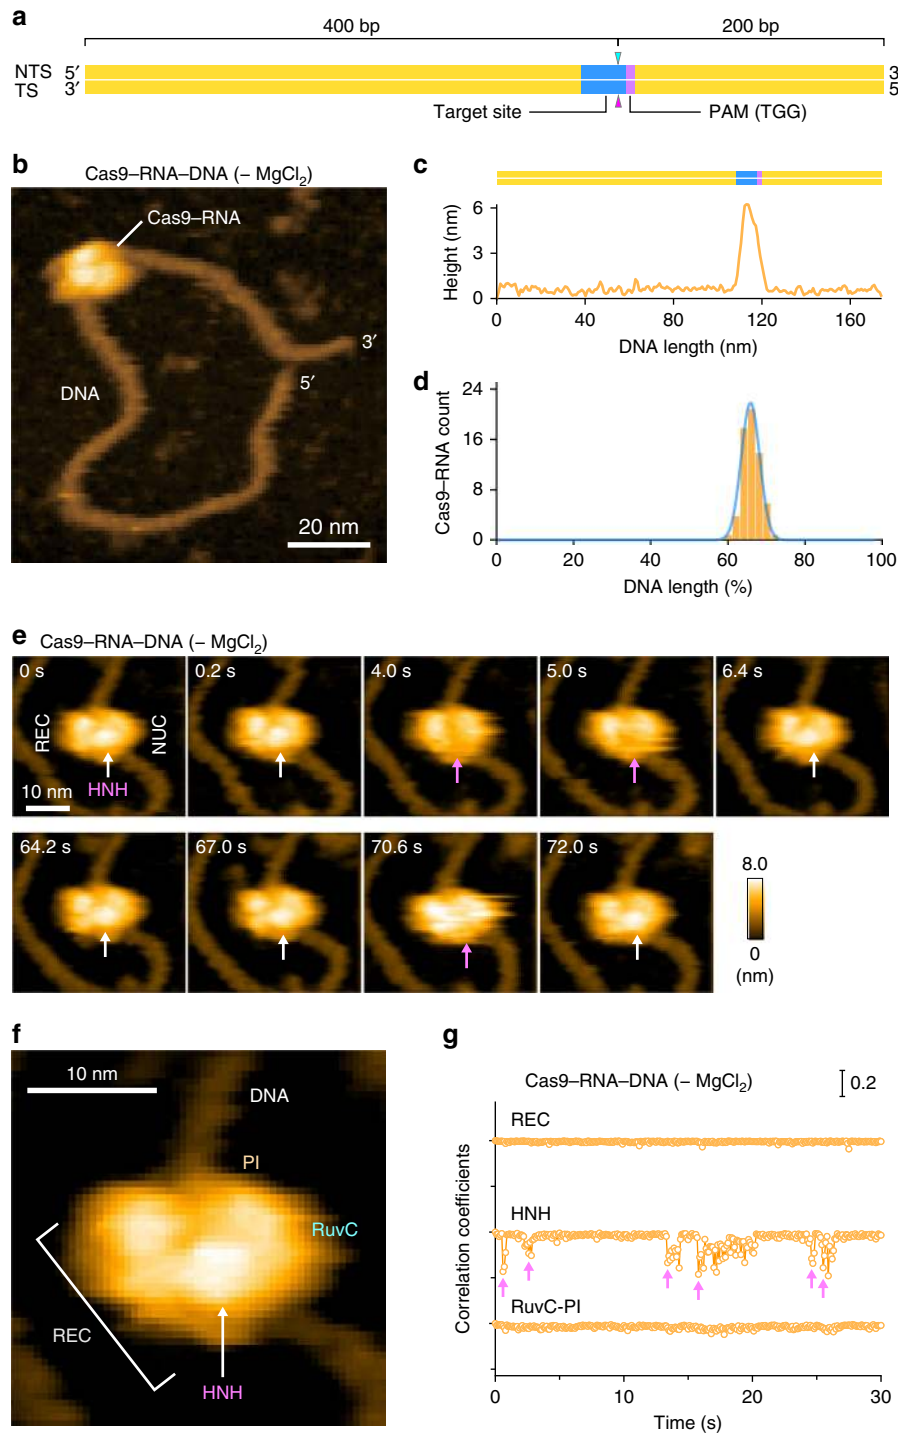 a
400 bp
200 bp
NTS 5′ 3
TS 3′ 5
Target site
PAM (TGG)
b
Cas9–RNA–DNA (− MgCl2)
Cas9–RNA
3′
5′
DNA
20 nm
c
6
3
0
Height (nm)
0 40 80 120 160
DNA length (nm)
d
24
16
8
0
Cas9–RNA count
0 20 40 60 80 100
DNA length (%)
e Cas9–RNA–DNA (− MgCl2)
0 s 0.2 s 4.0 s 5.0 s 6.4 s
REC
NUC
HNH
10 nm
64.2 s 67.0 s 70.6 s 72.0 s
8.0
0
(nm)
f
10 nm
DNA
PI
RuvC
REC
HNH
g
Cas9–RNA–DNA (− MgCl2)
0.2
REC
HNH
RuvC-PI
Correlation coefficients
0 10 20 30
Time (s)